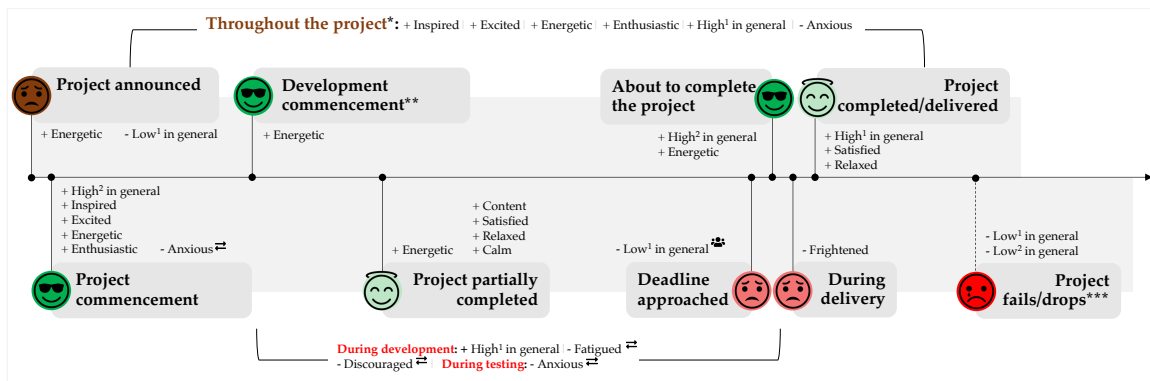 Throughout the project*: + Inspired + Excited + Energetic + Enthusiastic + High¹ in general - Anxious
Project announced
Development
commencement**
About to complete
the project
Project
completed/delivered
+ Energetic - Low¹ in general
+ Energetic
+ High² in general
+ Energetic
+ High¹ in general
+ Satisfied
+ Relaxed
+ High² in general
+ Inspired
+ Excited
+ Energetic
+ Enthusiastic - Anxious ⇄
+ Energetic
+ Content
+ Satisfied
+ Relaxed
+ Calm
- Low¹ in general
- Frightened
- Low¹ in general
- Low² in general
Project
commencement
Project partially
completed
Deadline
approached
During
delivery
Project
fails/drops***
During development: + High¹ in general - Fatigued ⇄
- Discouraged ⇄ During testing: - Anxious ⇄